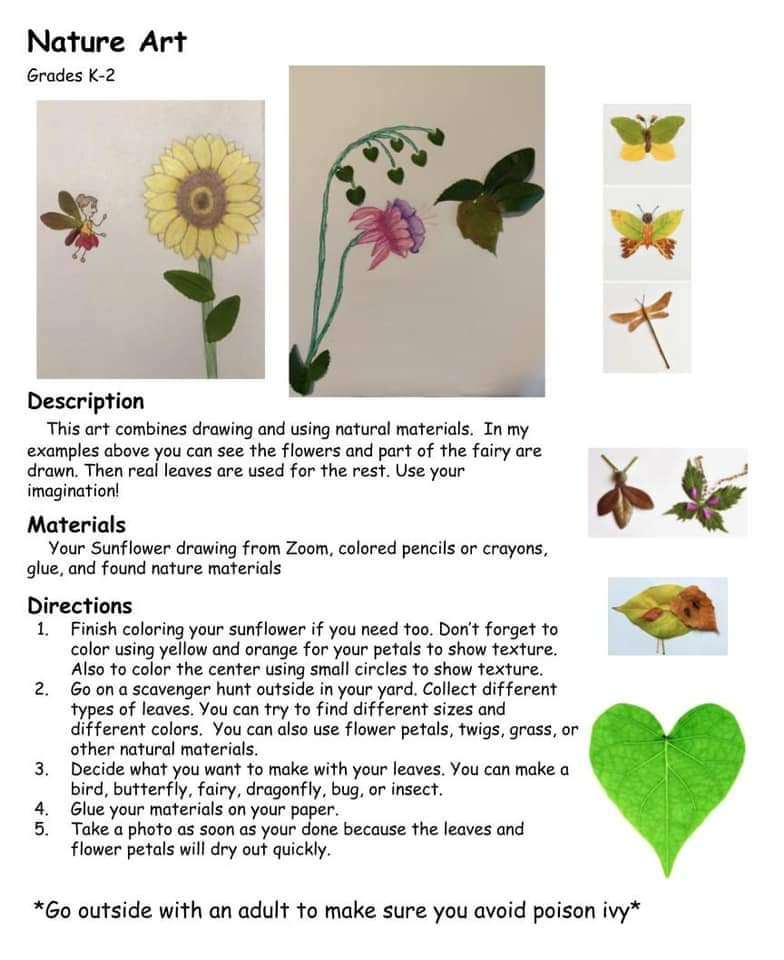 Nature Art
Grades K-2
Description
This art combines drawing and using natural materials. In my
examples above you can see the flowers and part of the fairy are
drawn. Then real leaves are used for the rest. Use your
imagination!
Materials
Your Sunflower drawing from Zoom, colored pencils or crayons,
glue, and found nature materials
Directions
1. Finish coloring your sunflower if you need too. Don't forget to
color using yellow and orange for your petals to show texture.
Also to color the center using small circles to show texture.
2. Go on a scavenger hunt outside in your yard. Collect different
types of leaves. You can try to find different sizes and
different colors. You can also use flower petals, twigs, grass, or
other natural materials.
3. Decide what you want to make with your leaves. You can make a
bird, butterfly, fairy, dragonfly, bug, or insect.
4. Glue your materials on your paper.
5. Take a photo as soon as your done because the leaves and
flower petals will dry out quickly.
*Go outside with an adult to make sure you avoid poison ivy*